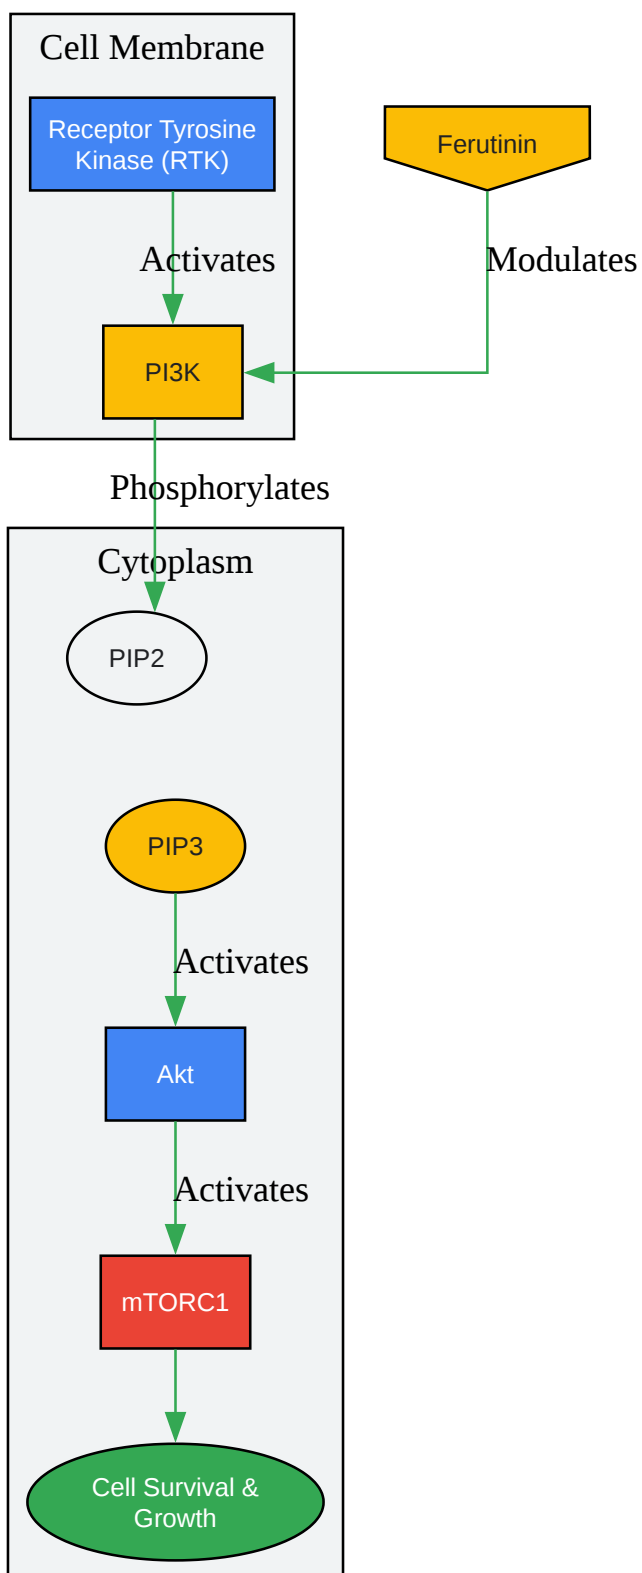 Cell Membrane
Receptor Tyrosine
Kinase (RTK)
Ferutinin
Activates
Modulates
PI3K
Phosphorylates
Cytoplasm
PIP2
PIP3
Activates
Akt
Activates
mTORC1
Cell Survival &
Growth